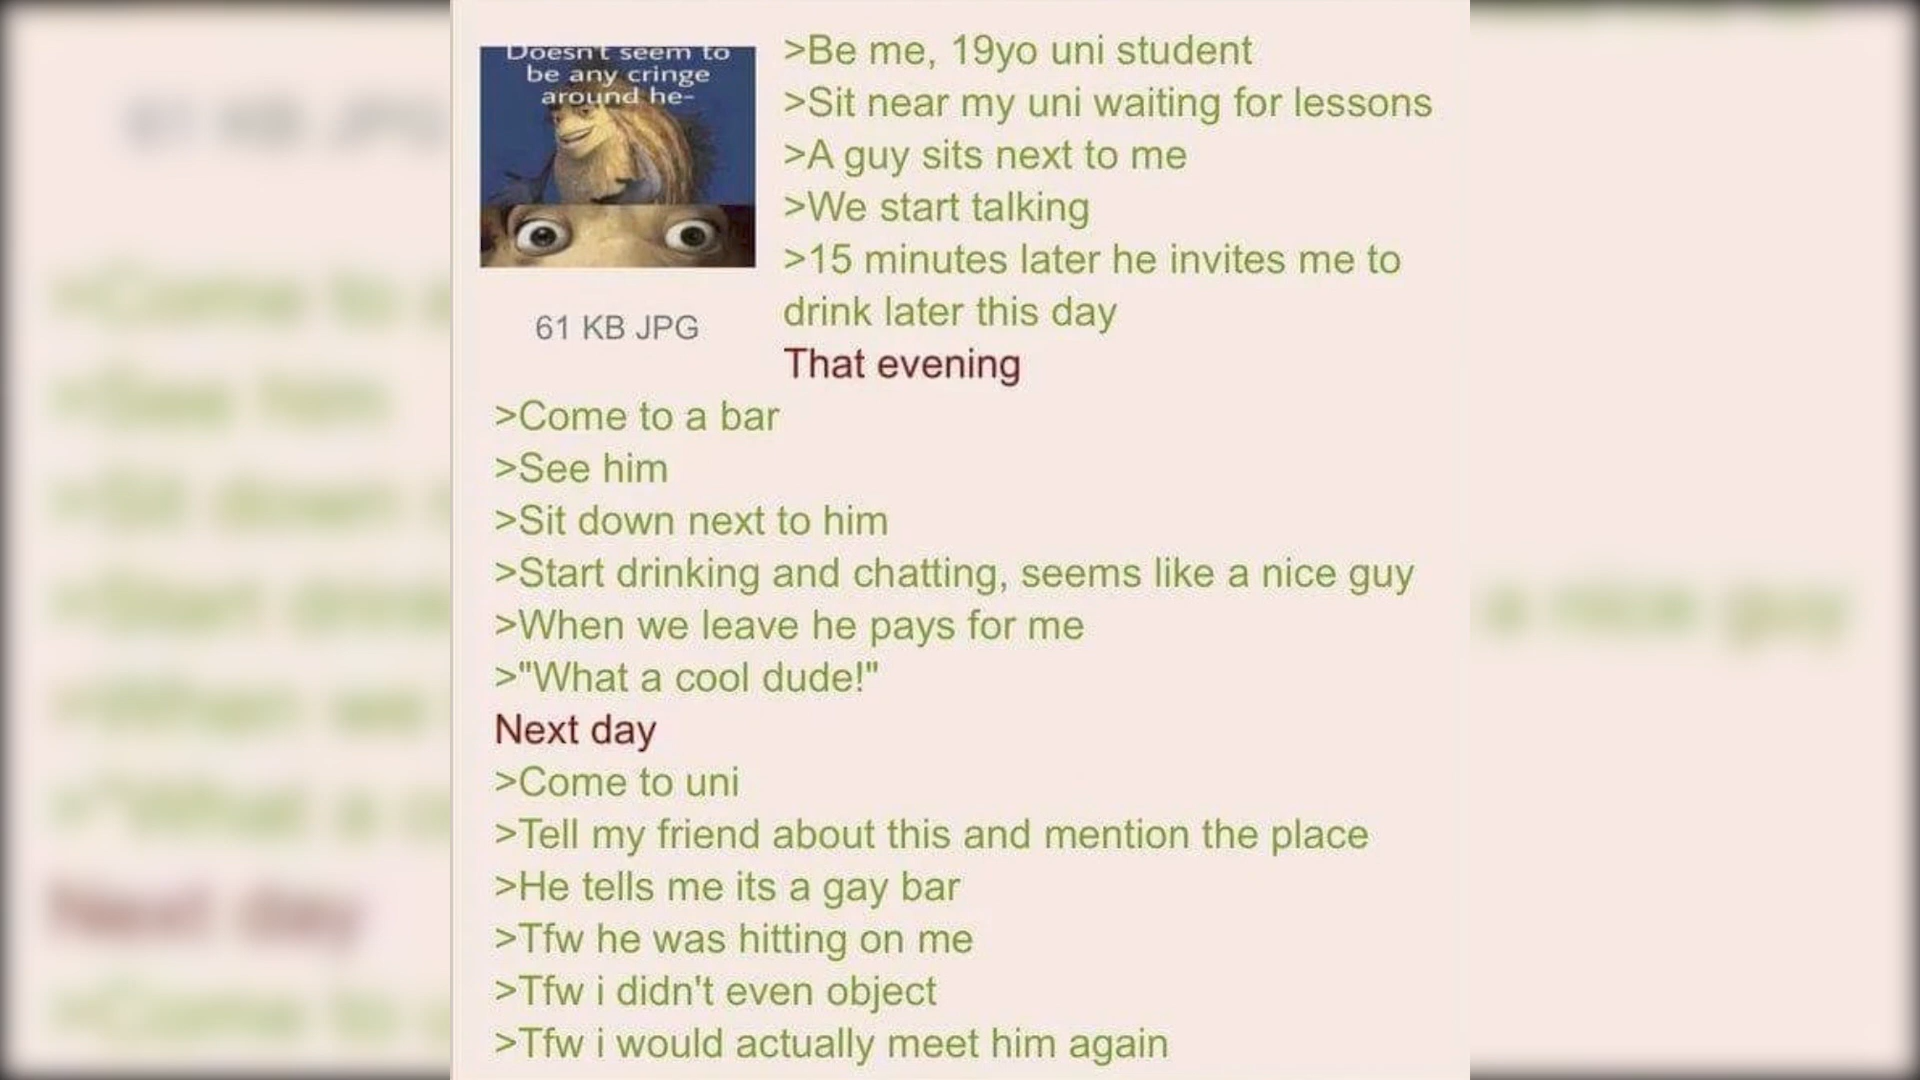 Doesn't seem to
be any cringe
around he-
61 KB JPG
>Be me, 19yo uni student
>Sit near my uni waiting for lessons
>A guy sits next to me
>We start talking
>15 minutes later he invites me to
drink later this day
That evening
>Come to a bar
>See him
>Sit down next to him
>Start drinking and chatting, seems like a nice guy
>When we leave he pays for me
>"What a cool dude!"
Next day
>Come to uni
>Tell my friend about this and mention the place
>He tells me its a gay bar
>Tfw he was hitting on me
>Tfw i didn't even object
>Tfw i would actually meet him again